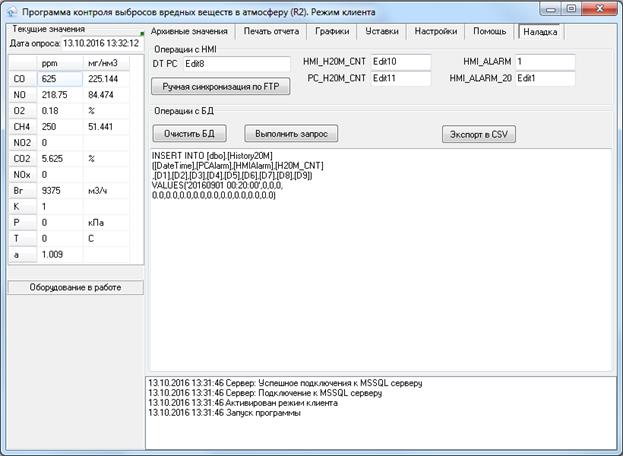 Программа контроля выбросов вредных веществ в атмосферу (R2). Режим клиента
Текущие значения
Дата опроса: 13.10.2016 13:32:12
ppm мг/нм3
CO 625 225.144
NO 218.75 84.474
O2 0.18 %
CH4 250 51.441
NO2 0
CO2 5.625 %
NOx 0
Вг 9375 м3/ч
K 1
P 0 кПа
T 0 С
a 1.009
Оборудование в работе
Архивные значения Печать отчета Графики Уставки Настройки Помощь Наладка
Операции с HMI
DT PC Edit8
HMI_H20M_CNT Edit10
HMI_ALARM 1
Ручная синхронизация по FTP
PC_H20M_CNT Edit11
HMI_ALARM_20 Edit1
Операции с БД
Очистить БД Выполнить запрос Экспорт в CSV
INSERT INTO [dbo].[History20M]
([DateTime],[PCAlarm],[HMIAlarm],[H20M_CNT]
,[D1],[D2],[D3],[D4],[D5],[D6],[D7],[D8],[D9])
VALUES('20160901 00:20:00',0,0,0,
0.0,0.0,0.0,0.0,0.0,0.0,0.0,0.0,0.0)
13.10.2016 13:31:46 Сервер: Успешное подключения к MSSQL серверу
13.10.2016 13:31:46 Сервер: Подключение к MSSQL серверу
13.10.2016 13:31:46 Активирован режим клиента
13.10.2016 13:31:46 Запуск программы